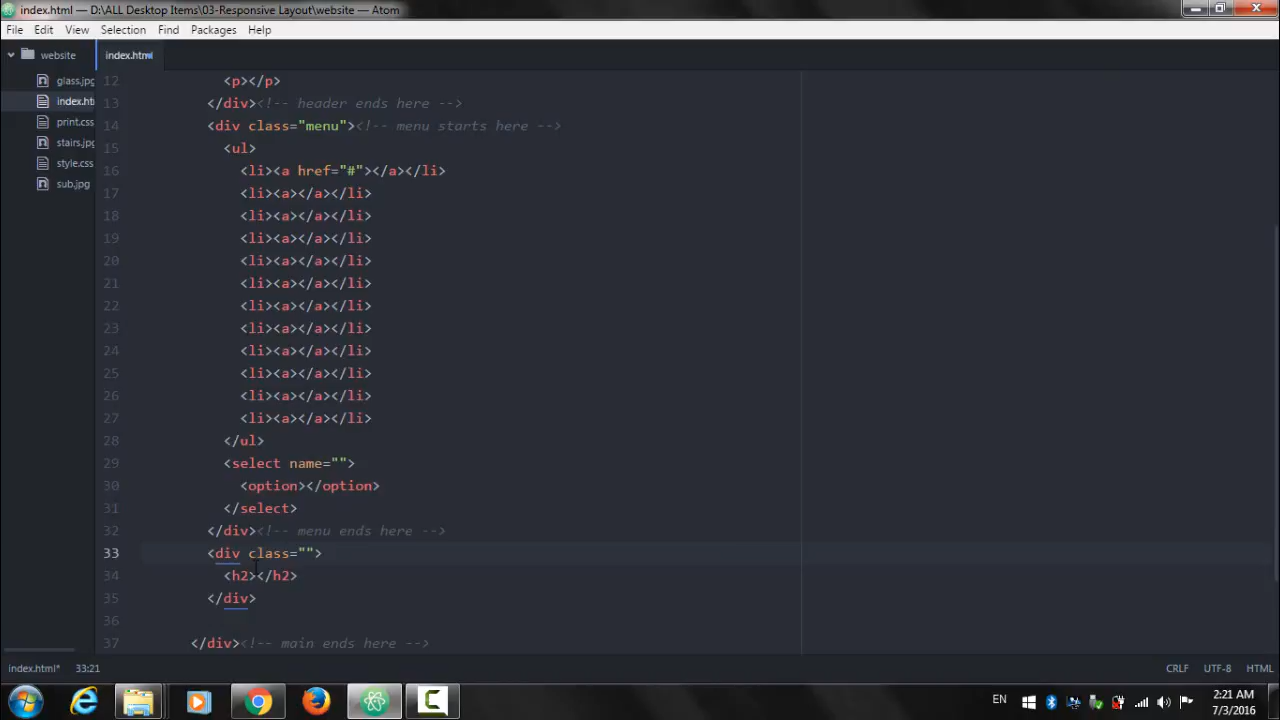 index.html — D:\ALL Desktop Items\03-Responsive Layout\website — Atom
File Edit View Selection Find Packages Help
website
index.html
glass.jpg
index.ht
print.css
stairs.jpg
style.css
sub.jpg
12 <p></p>
13 </div><!-- header ends here -->
14 <div class="menu"><!-- menu starts here -->
15 <ul>
16 <li><a href="#"></a></li>
17 <li><a></a></li>
18 <li><a></a></li>
19 <li><a></a></li>
20 <li><a></a></li>
21 <li><a></a></li>
22 <li><a></a></li>
23 <li><a></a></li>
24 <li><a></a></li>
25 <li><a></a></li>
26 <li><a></a></li>
27 <li><a></a></li>
28 </ul>
29 <select name="">
30 <option></option>
31 </select>
32 </div><!-- menu ends here -->
33 <div class="">
34 <h2></h2>
35 </div>
36
37 </div><!-- main ends here -->
index.html* 33:21 CRLF UTF-8 HTML
EN 2:21 AM
7/3/2016